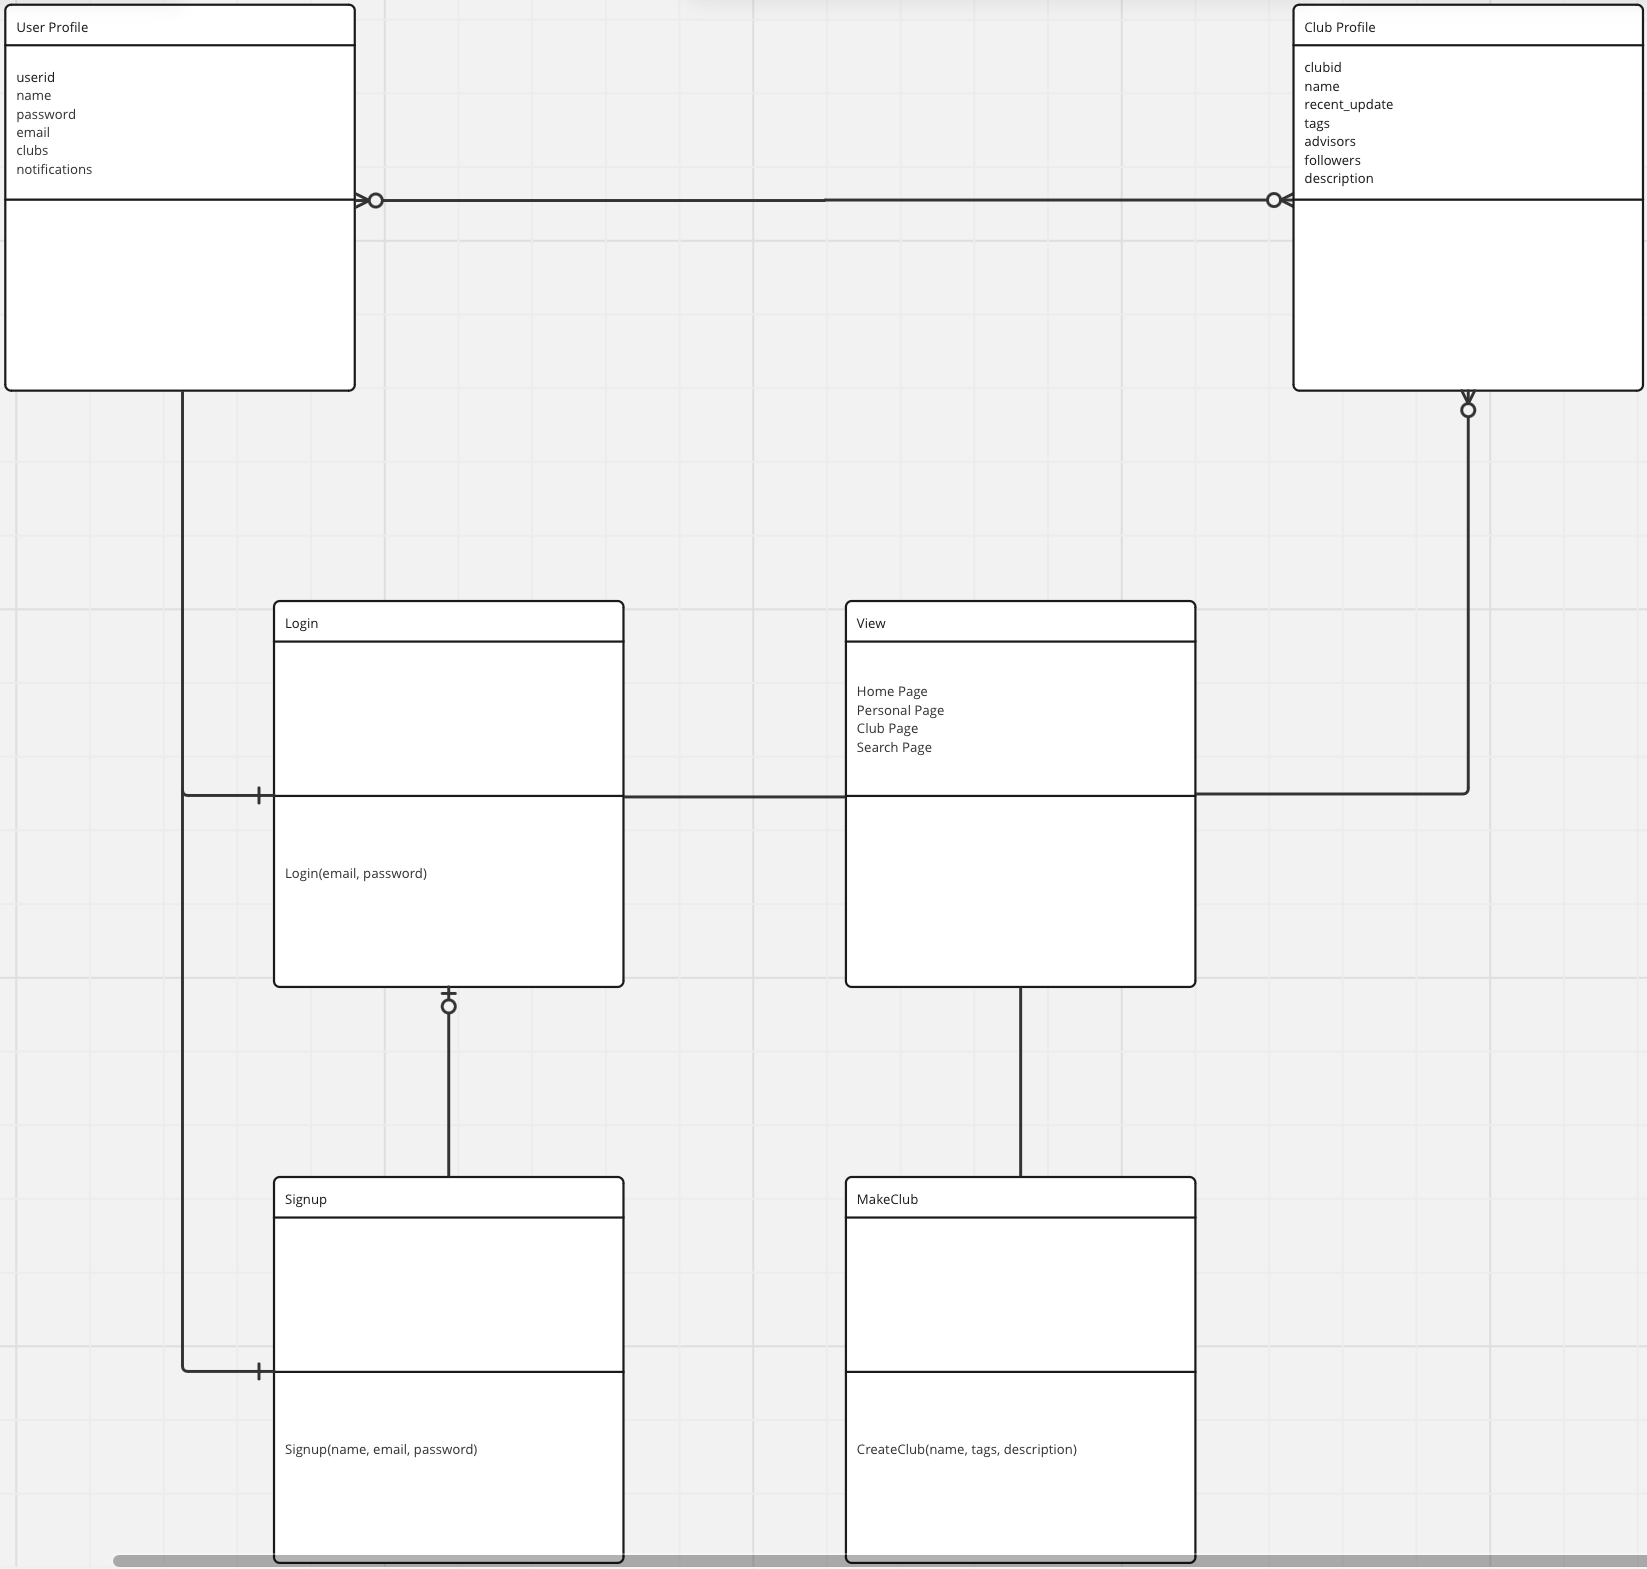 User Profile
userid
name
password
email
clubs
notifications
Club Profile
clubid
name
recent_update
tags
advisors
followers
description
Login
Login(email, password)
View
Home Page
Personal Page
Club Page
Search Page
Signup
Signup(name, email, password)
MakeClub
CreateClub(name, tags, description)